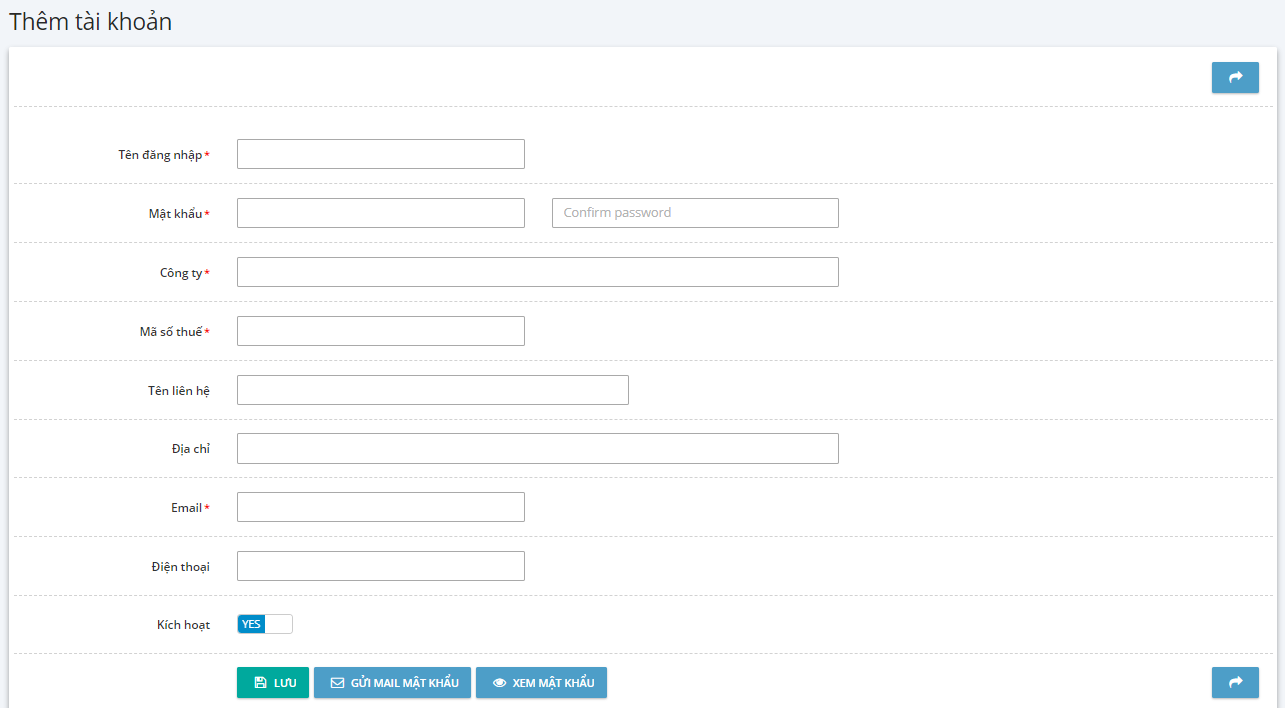 Thêm tài khoản
Tên đăng nhập*
Mật khẩu* Confirm password
Công ty*
Mã số thuế*
Tên liên hệ
Địa chỉ
Email*
Điện thoại
Kích hoạt YES
LƯU GỬI MAIL MẬT KHẨU XEM MẬT KHẨU